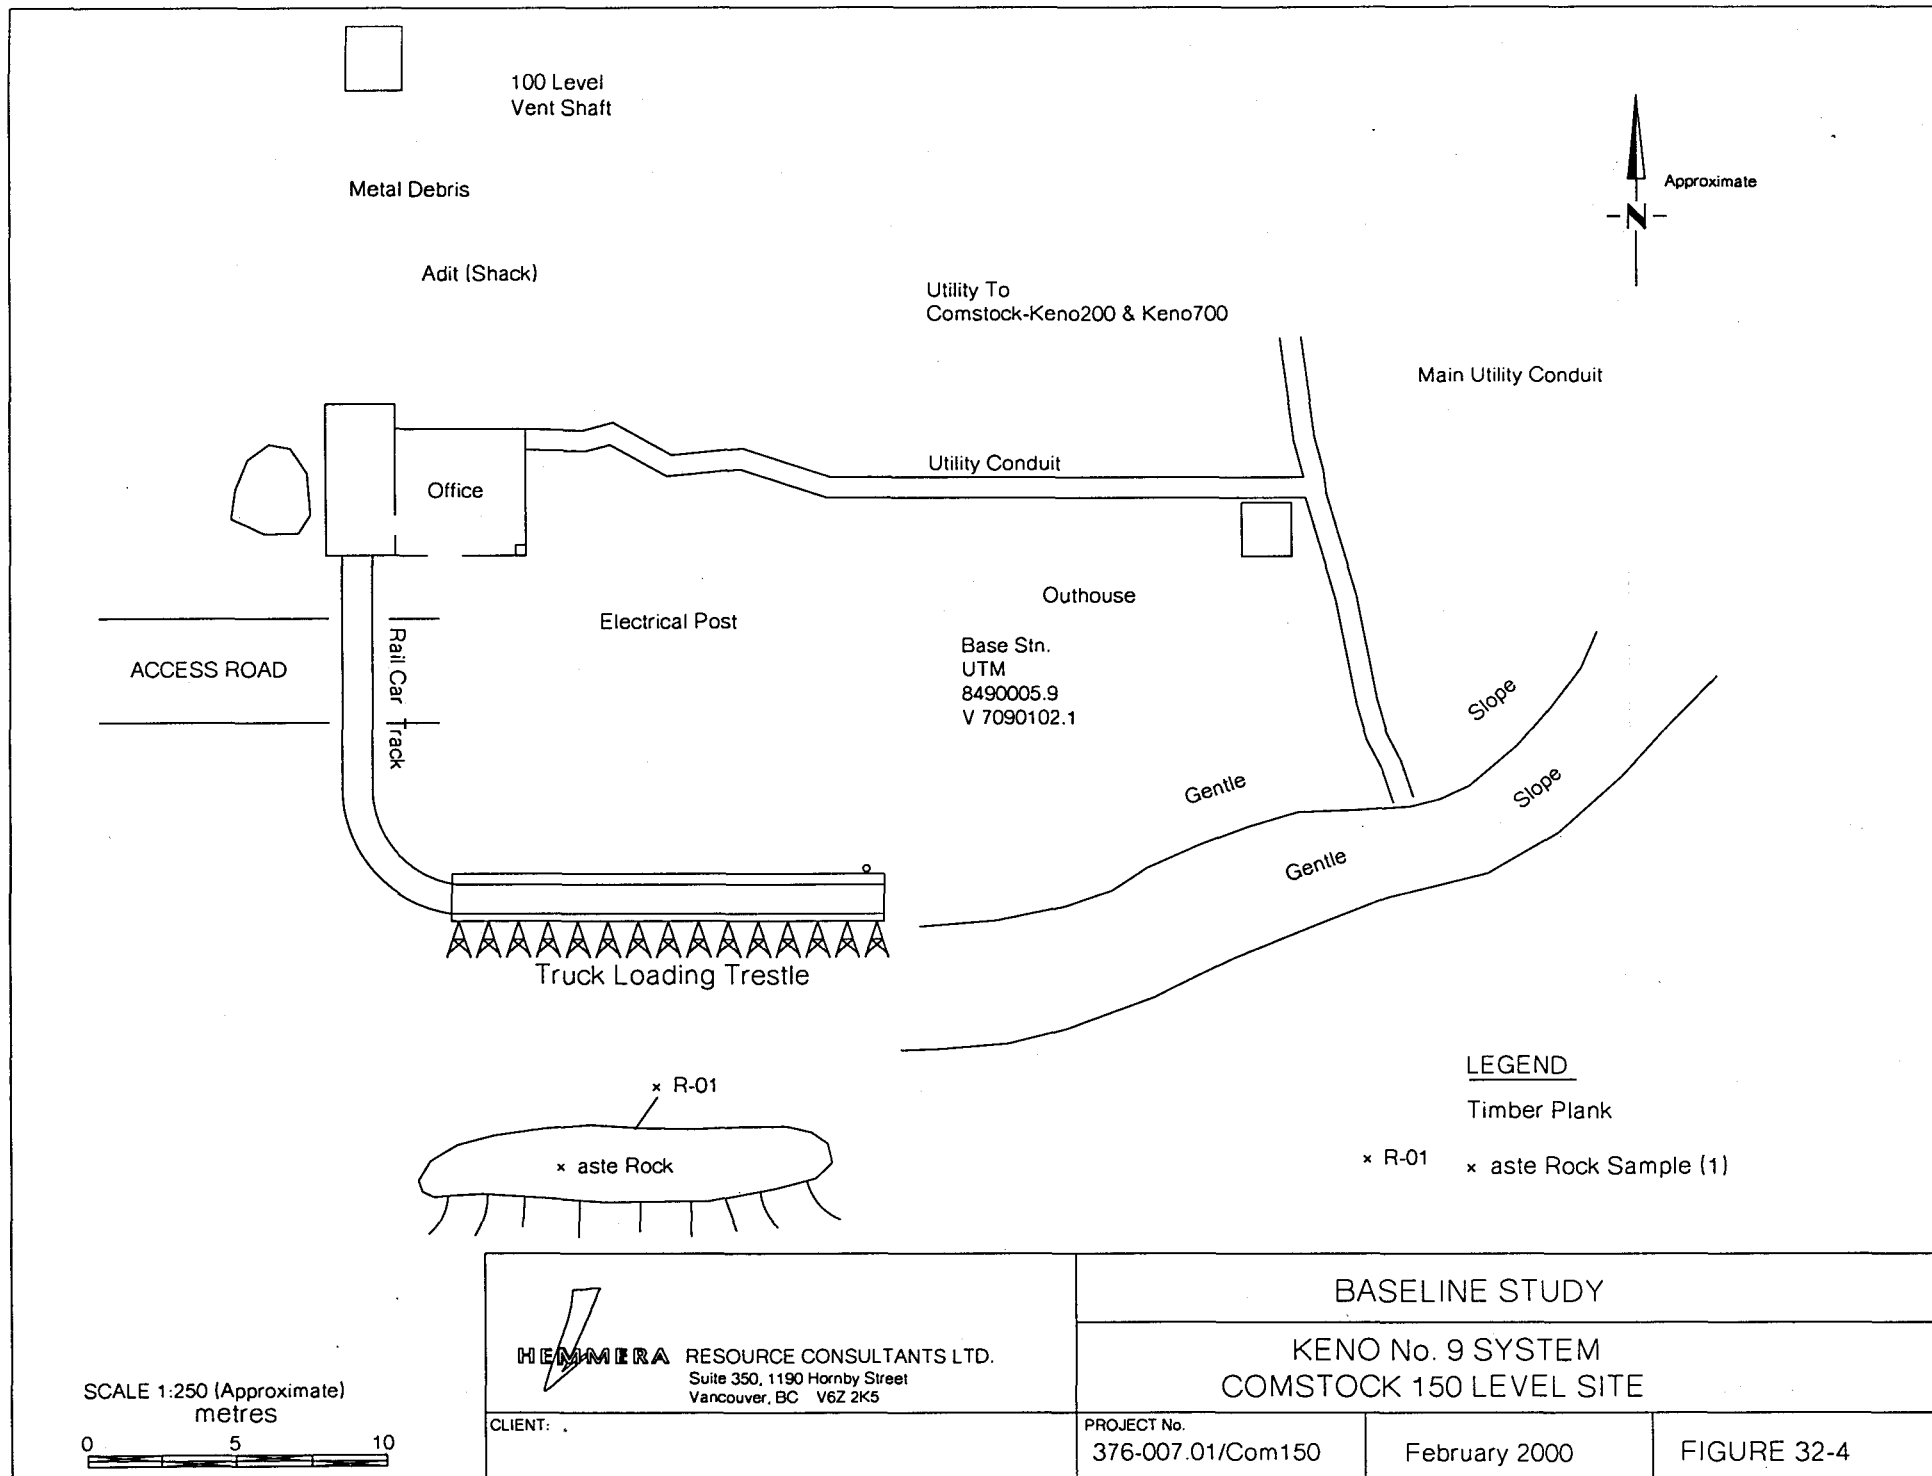 100 Level
Vent Shaft
Approximate
N
Metal Debris
Adit (Shack)
Utility To
Comstock-Keno200 & Keno700
Main Utility Conduit
Utility Conduit
Office
Outhouse
Electrical Post
ACCESS ROAD
Rail Car Track
Base Stn.
UTM
8490005.9
V 7090102.1
Slope
Gentle
Slope
Gentle
Truck Loading Trestle
× R-01
× aste Rock
LEGEND
Timber Plank
× R-01 × aste Rock Sample (1)
HEMMERA RESOURCE CONSULTANTS LTD.
Suite 350, 1190 Hornby Street
Vancouver, BC V6Z 2K5
CLIENT:
BASELINE STUDY
KENO No. 9 SYSTEM
COMSTOCK 150 LEVEL SITE
PROJECT No.
376-007.01/Com150
February 2000
FIGURE 32-4
SCALE 1:250 (Approximate)
metres
0 5 10